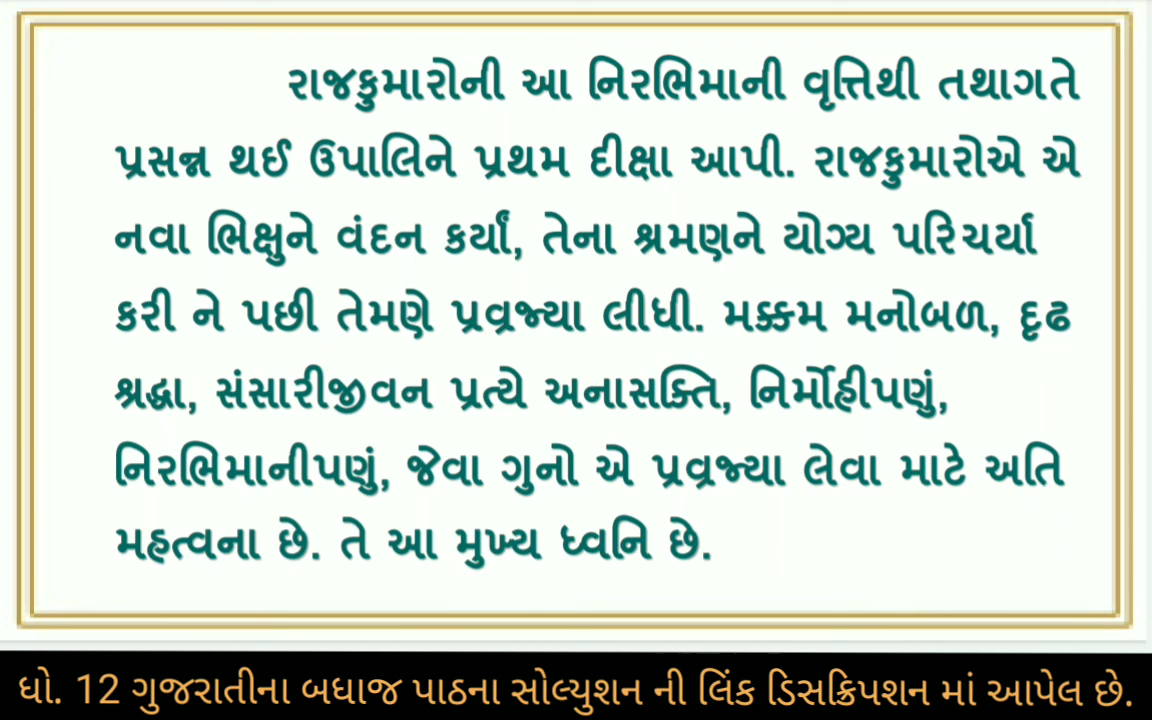 રાજકુમારોની આ નિરભિમાની વૃત્તિથી તથાગતે
પ્રસન્ન થઈ ઉપાલિને પ્રથમ દીક્ષા આપી. રાજકુમારોએ એ
નવા ભિક્ષુને વંદન કર્યાં, તેના શ્રમણને યોગ્ય પરિચર્યા
કરી ને પછી તેમણે પ્રવ્રજ્યા લીધી. મક્કમ મનોબળ, દૃઢ
શ્રદ્ધા, સંસારીજીવન પ્રત્યે અનાસક્તિ, નિર્મોહીપણું,
નિરભિમાનીપણું, જેવા ગુનો એ પ્રવ્રજ્યા લેવા માટે અતિ
મહત્વના છે. તે આ મુખ્ય ધ્વનિ છે.
ધો. 12 ગુજરાતીના બધાજ પાઠના સોલ્યુશન ની લિંક ડિસક્રિપશન માં આપેલ છે.